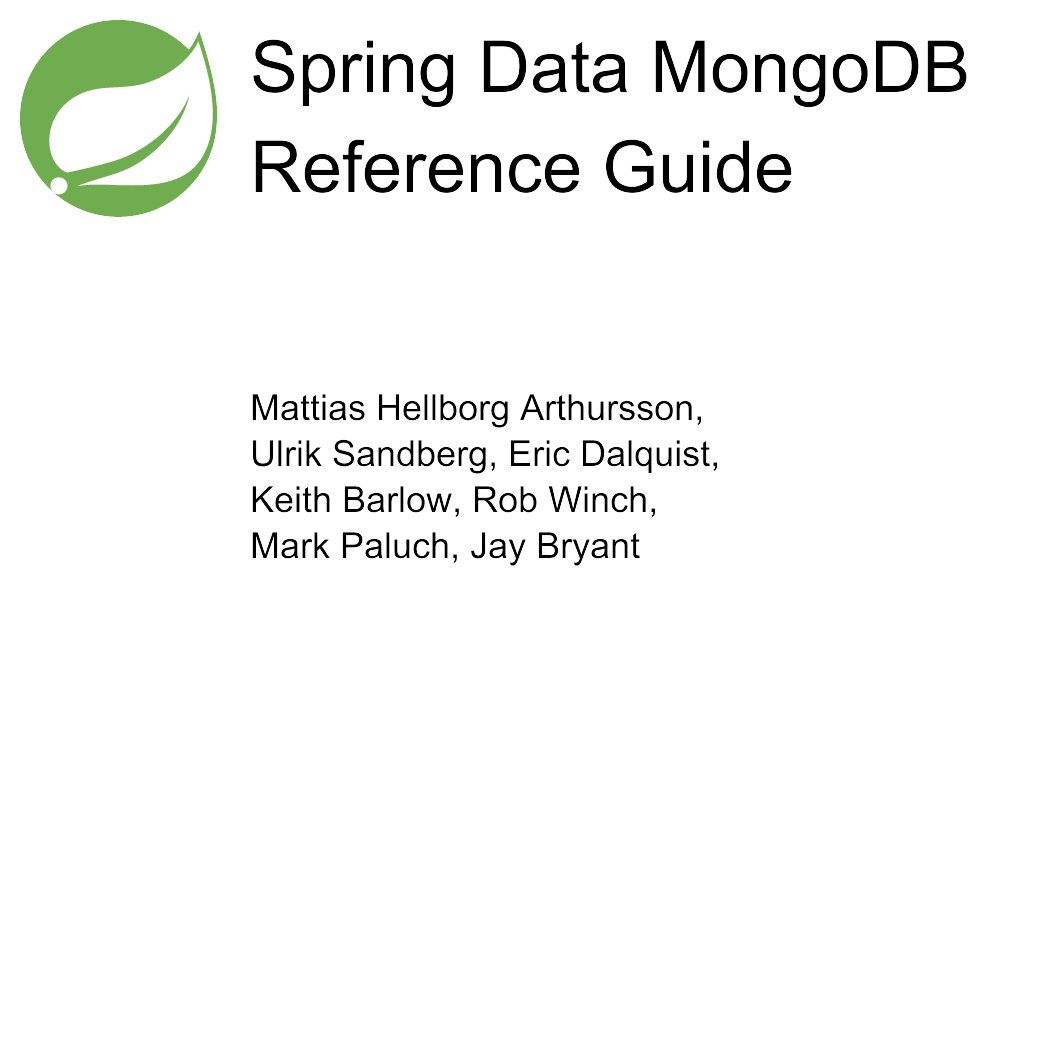 Spring Data MongoDB
Reference Guide
Mattias Hellborg Arthursson,
Ulrik Sandberg, Eric Dalquist,
Keith Barlow, Rob Winch,
Mark Paluch, Jay Bryant